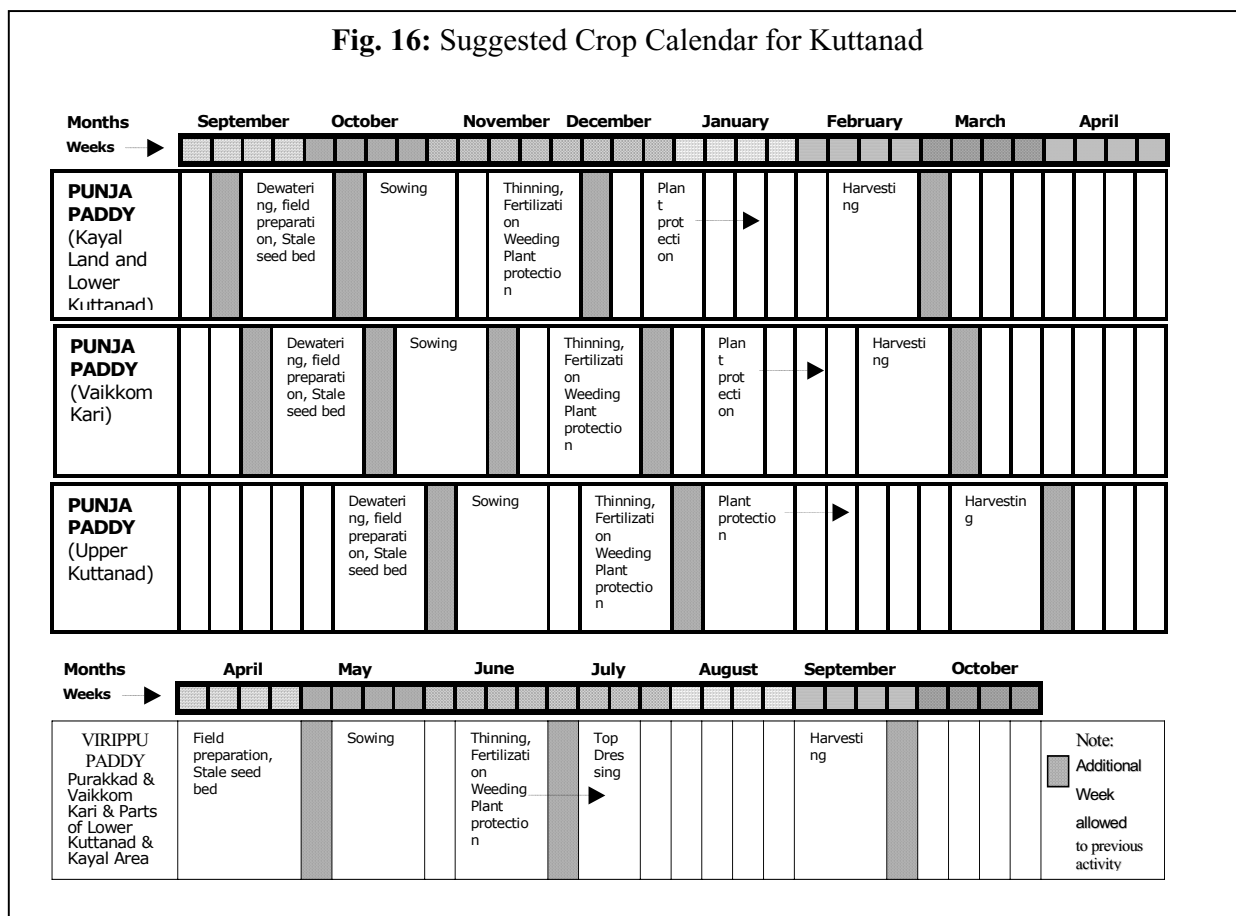 Fig. 16: Suggested Crop Calendar for Kuttanad
Months September October November December January February March April
Weeks
PUNJA
PADDY
(Kayal
Land and
Lower
Kuttanad)
Dewateri
ng, field
preparati
on, Stale
seed bed
Sowing
Thinning,
Fertilizati
on
Weeding
Plant
protectio
n
Plan
t
prot
ecti
on
Harvesti
ng
PUNJA
PADDY
(Vaikkom
Kari)
Dewateri
ng, field
preparati
on, Stale
seed bed
Sowing
Thinning,
Fertilizati
on
Weeding
Plant
protectio
n
Plan
t
prot
ecti
on
Harvesti
ng
PUNJA
PADDY
(Upper
Kuttanad)
Dewateri
ng, field
preparati
on, Stale
seed bed
Sowing
Thinning,
Fertilizati
on
Weeding
Plant
protectio
n
Plant
protectio
n
Harvestin
g
Months April May June July August September October
Weeks
VIRIPPU
PADDY
Purakkad &
Vaikkom
Kari & Parts
of Lower
Kuttanad &
Kayal Area
Field
preparation,
Stale seed
bed
Sowing
Thinning,
Fertilizati
on
Weeding
Plant
protectio
n
Top
Dres
sing
Harvesti
ng
Note:
Additional
Week
allowed
to previous
activity